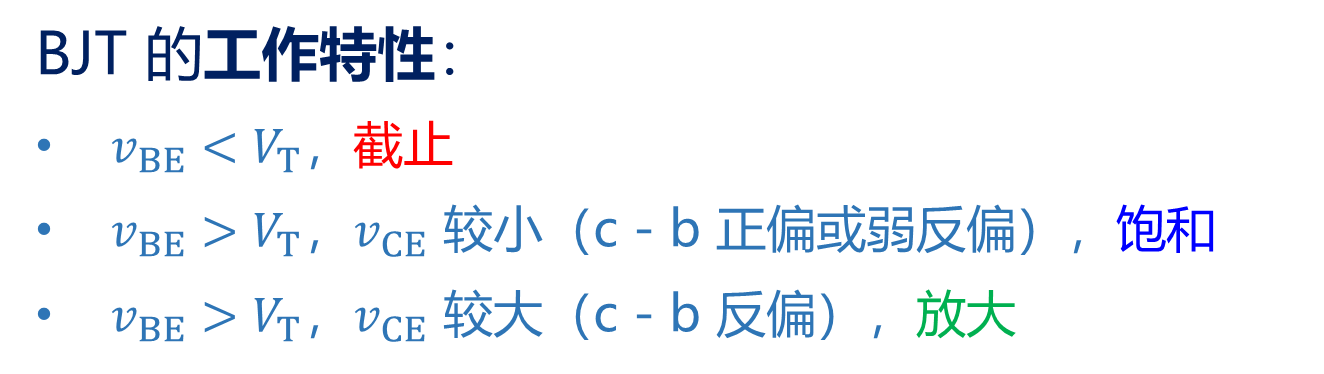 BJT 的工作特性：
• v_BE < V_T，截止
• v_BE > V_T，v_CE 较小（c - b 正偏或弱反偏），饱和
• v_BE > V_T，v_CE 较大（c - b 反偏），放大